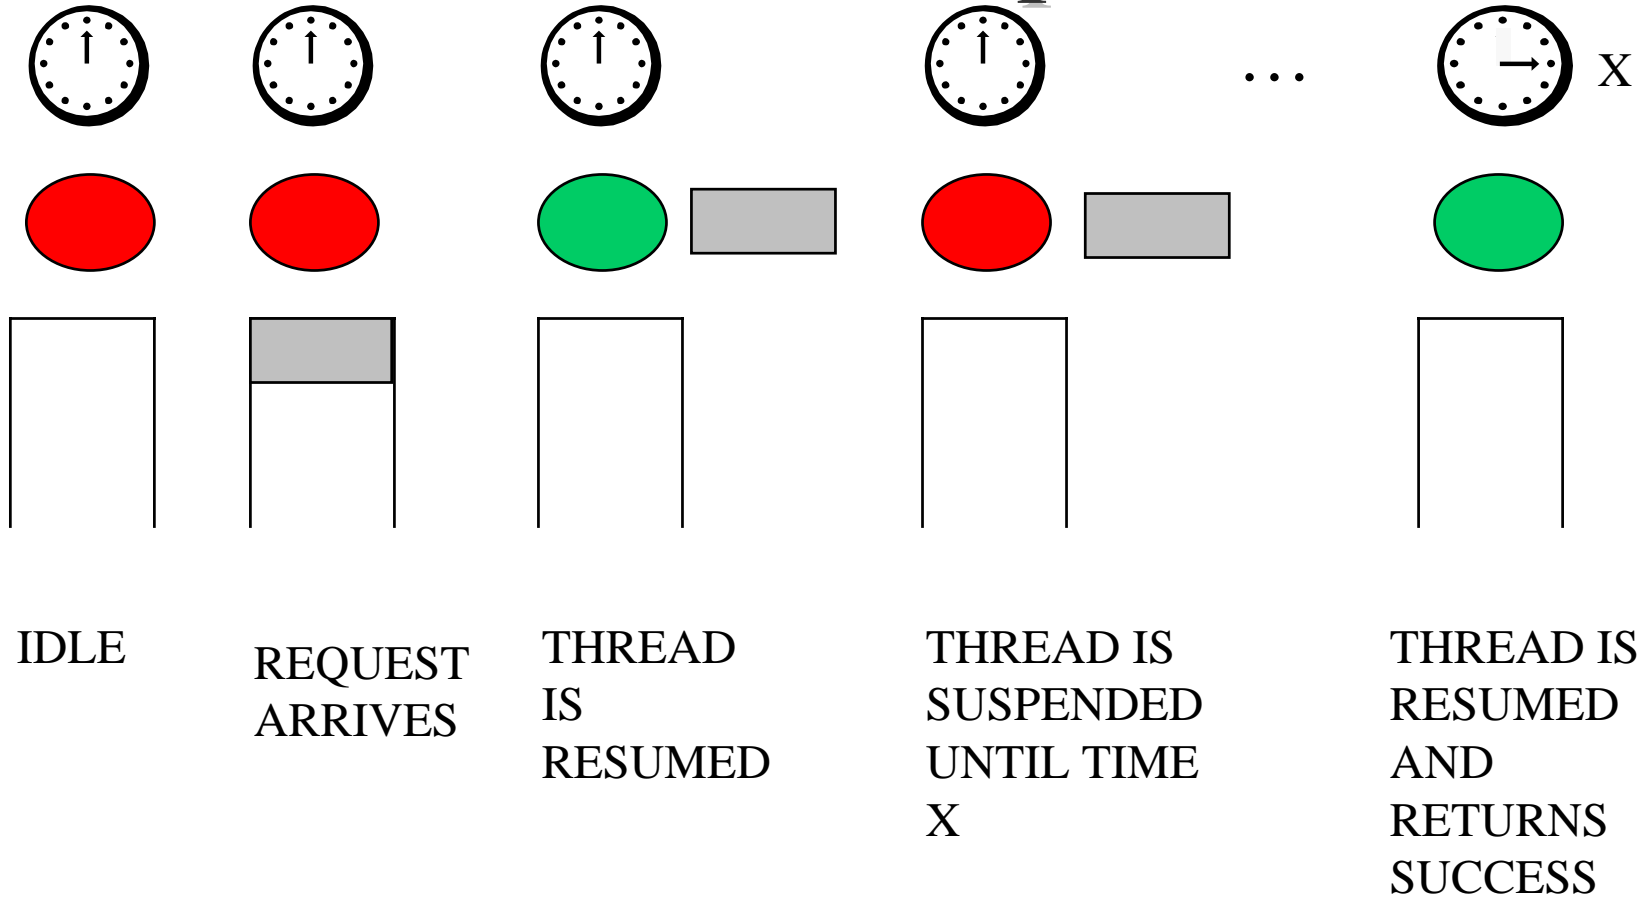 . . .
X
IDLE
REQUEST
ARRIVES
THREAD
IS
RESUMED
THREAD IS
SUSPENDED
UNTIL TIME
X
THREAD IS
RESUMED
AND
RETURNS
SUCCESS